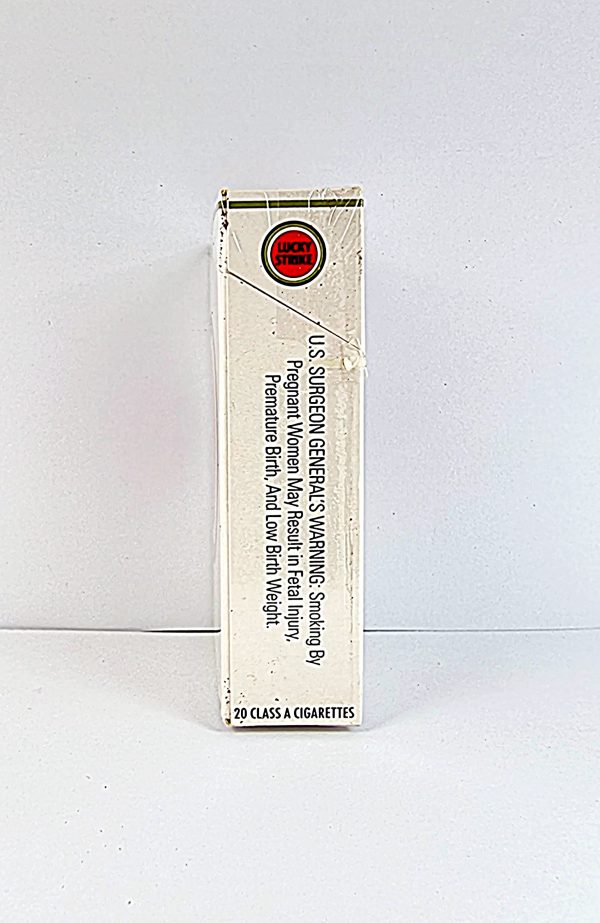 LUCKY
STRIKE
U.S. SURGEON GENERAL'S WARNING: Smoking By
Pregnant Women May Result in Fetal Injury,
Premature Birth, And Low Birth Weight.
20 CLASS A CIGARETTES